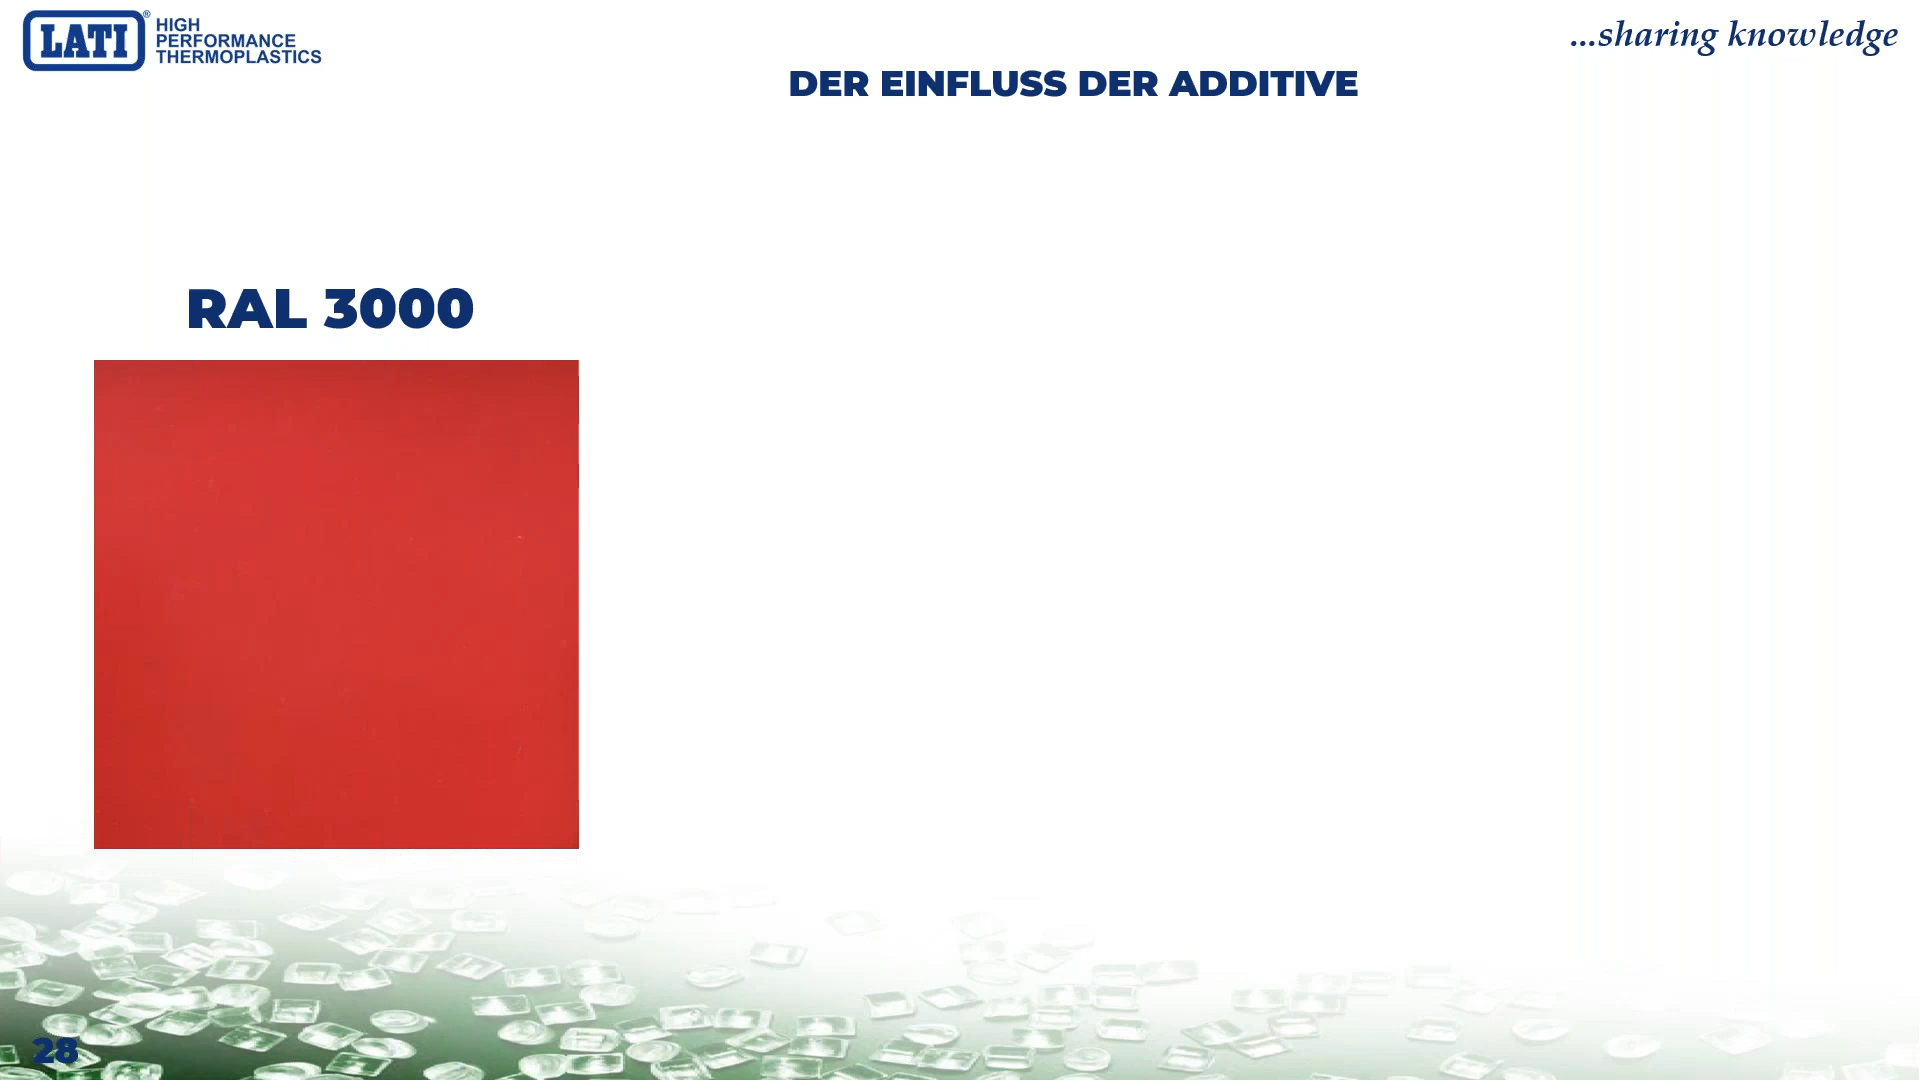 LATI®
HIGH
PERFORMANCE
THERMOPLASTICS
...sharing knowledge
DER EINFLUSS DER ADDITIVE
RAL 3000
28